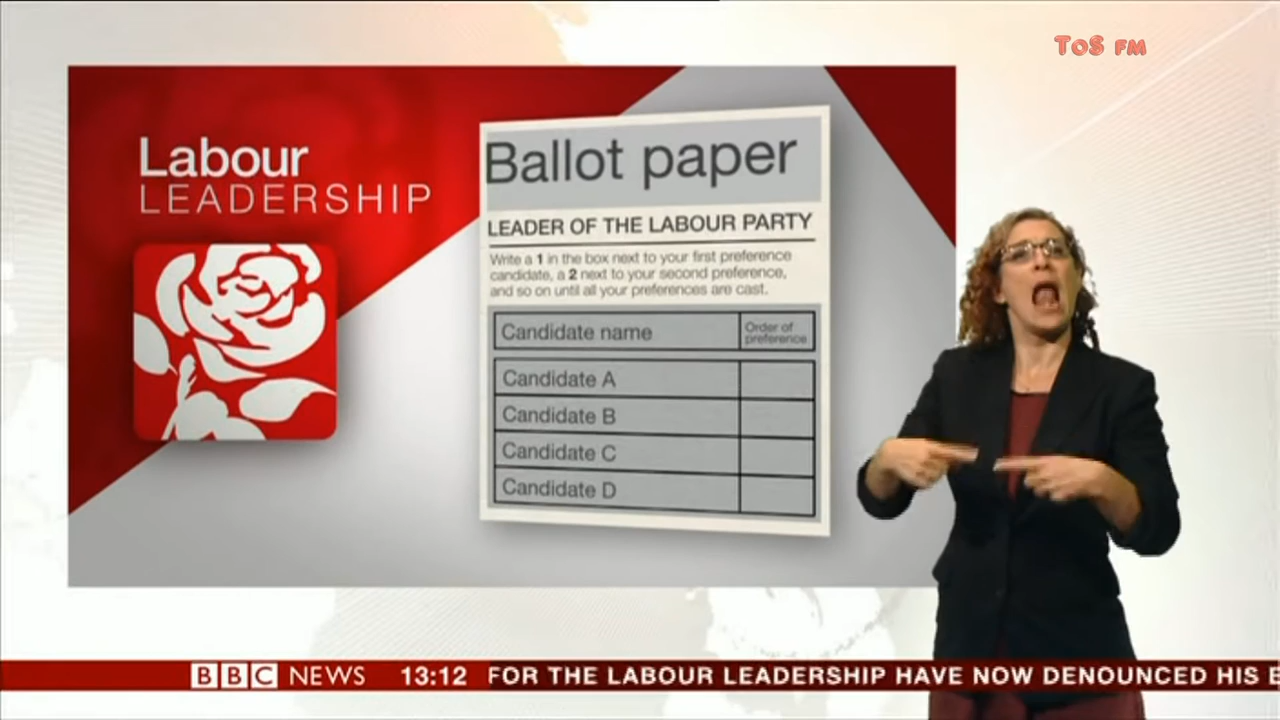 ToS FM
Labour
LEADERSHIP
Ballot paper
LEADER OF THE LABOUR PARTY
Write a 1 in the box next to your first preference
candidate, a 2 next to your second preference,
and so on until all your preferences are cast.
Candidate name
Order of
preference
Candidate A
Candidate B
Candidate C
Candidate D
BBC NEWS 13:12 FOR THE LABOUR LEADERSHIP HAVE NOW DENOUNCED HIS